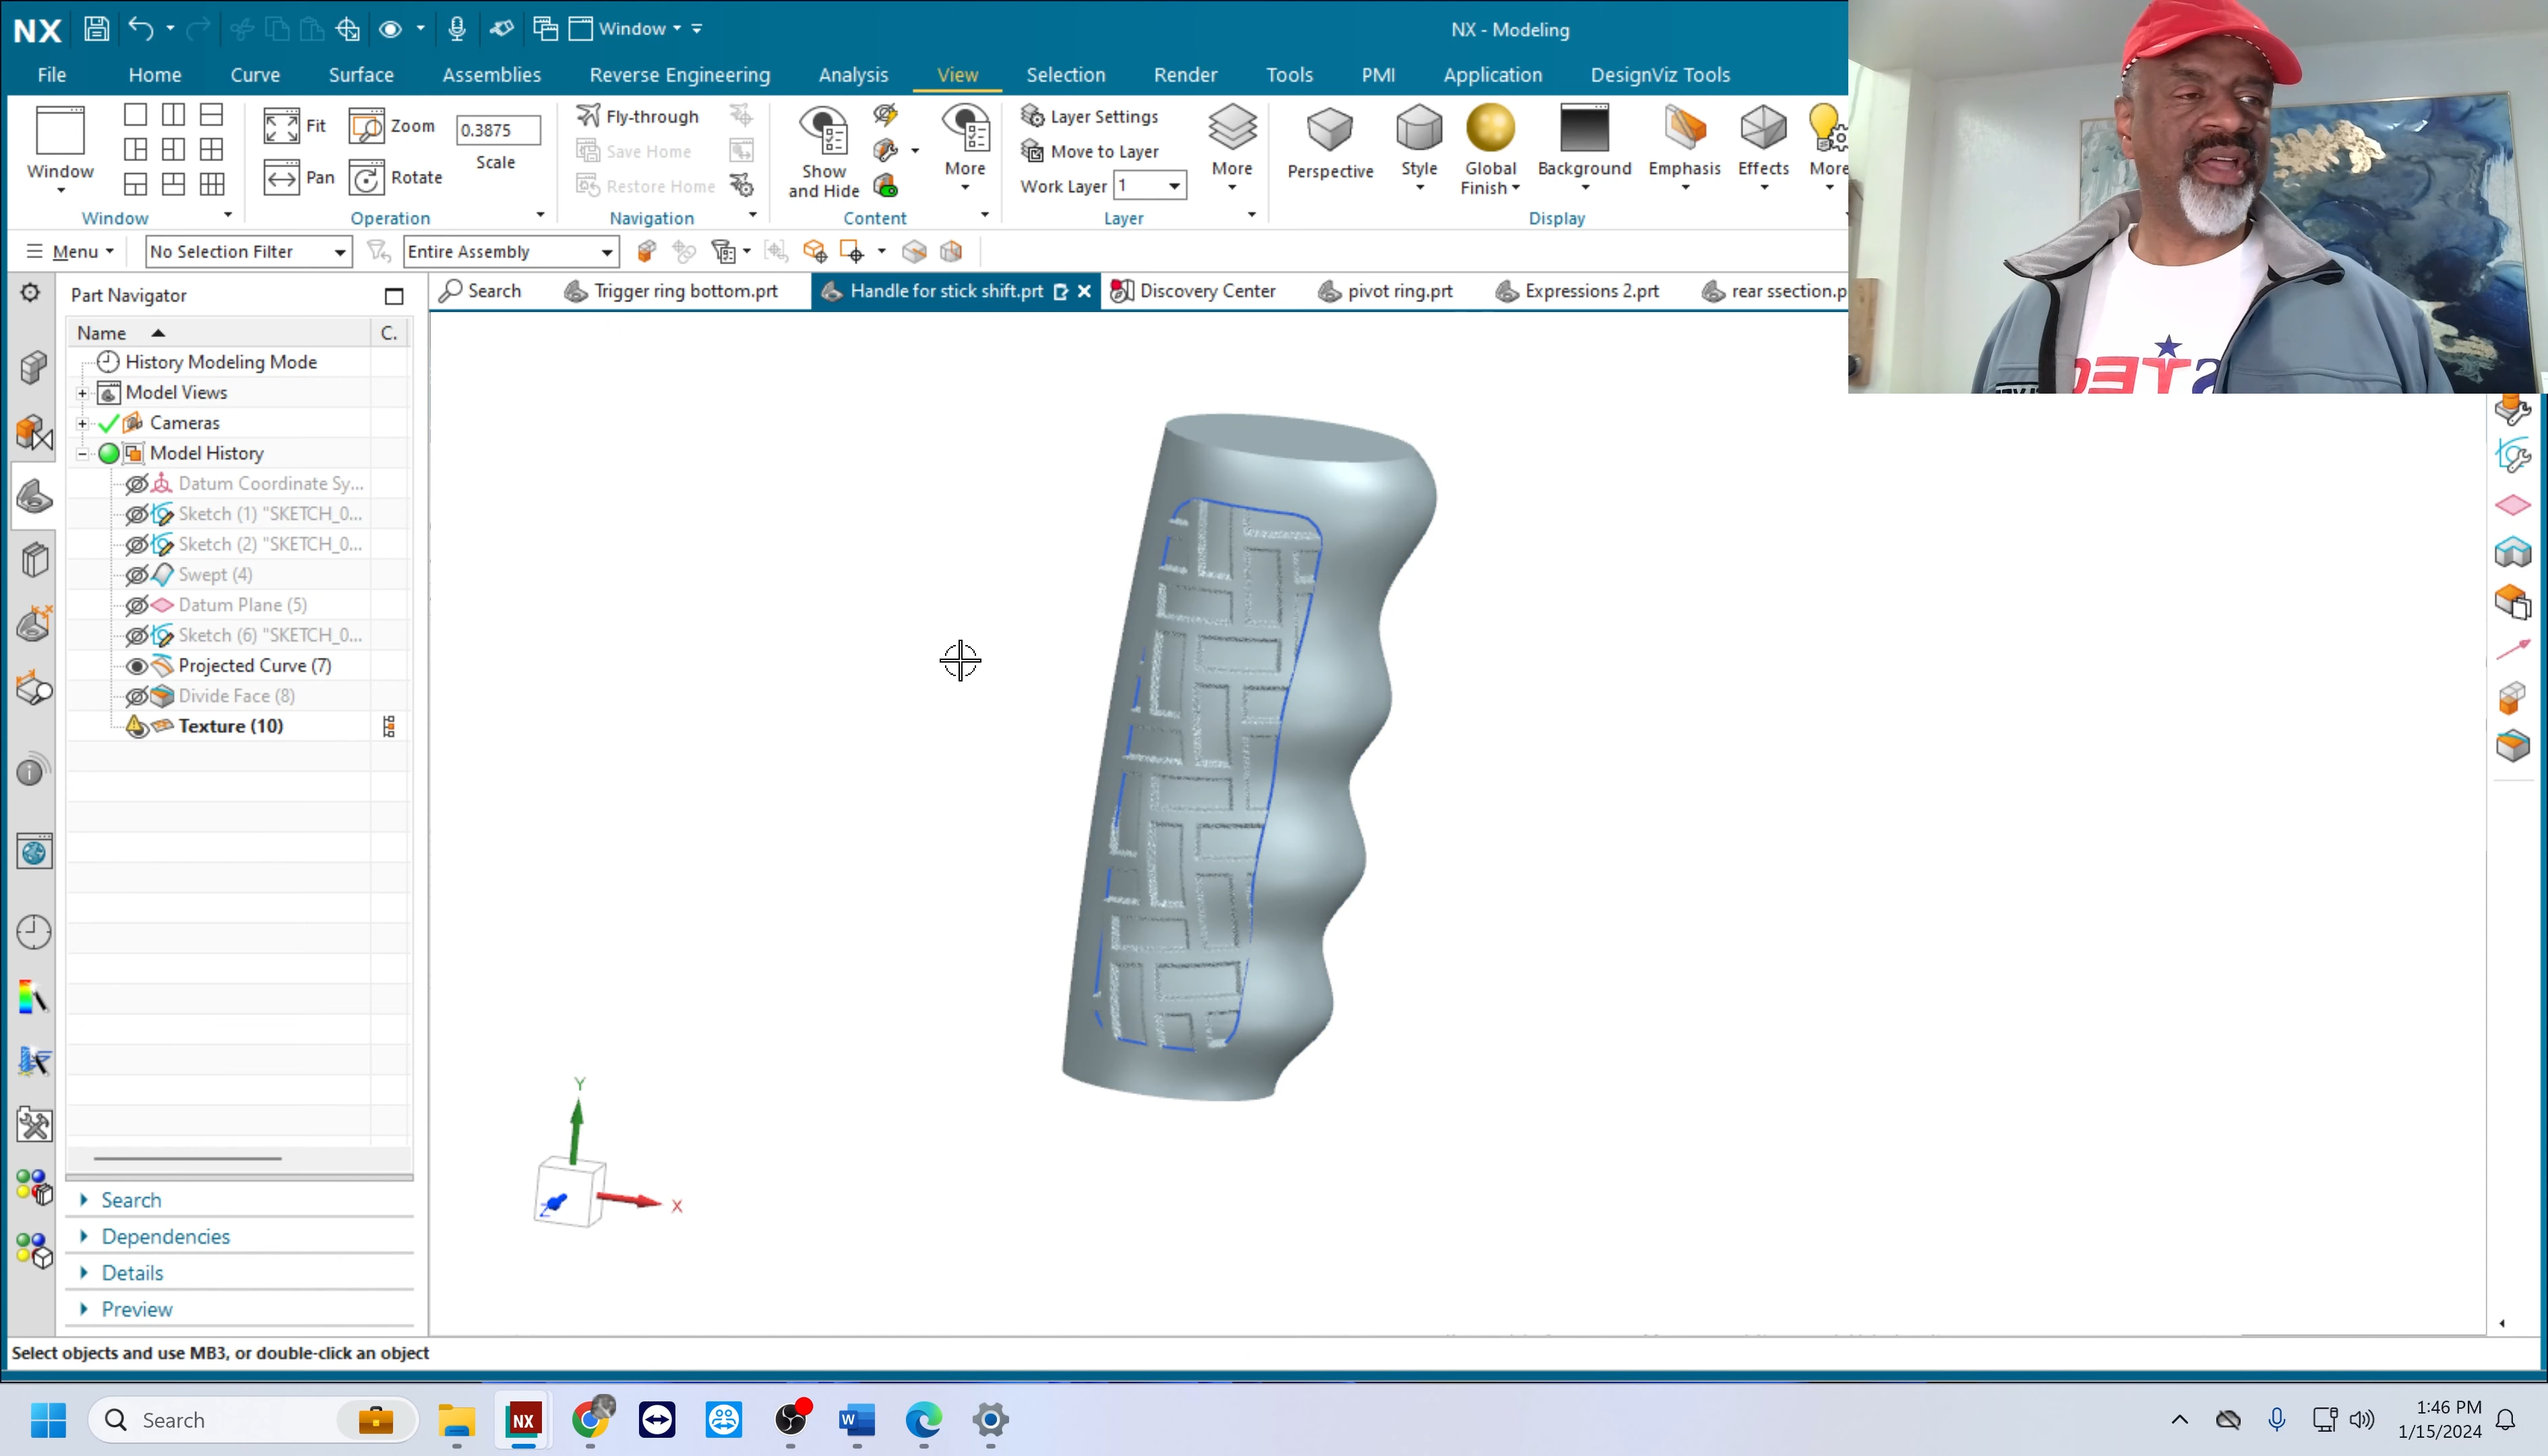 NX
Window
NX - Modeling
File Home Curve Surface Assemblies Reverse Engineering Analysis View Selection Render Tools PMI Application DesignViz Tools
Window
Window
Fit
Zoom
0.3875
Pan
Rotate
Scale
Operation
Fly-through
Save Home
Restore Home
Navigation
Show and Hide
More
Content
Layer Settings
Move to Layer
Work Layer 1
More
Layer
Perspective
Style
Global Finish
Background
Emphasis
Effects
More
Display
Menu
No Selection Filter
Entire Assembly
Part Navigator
Search
Trigger ring bottom.prt
Handle for stick shift.prt
Discovery Center
pivot ring.prt
Expressions 2.prt
rear ssection.p
Name
C.
History Modeling Mode
Model Views
Cameras
Model History
Datum Coordinate Sy...
Sketch (1) "SKETCH_0...
Sketch (2) "SKETCH_0...
Swept (4)
Datum Plane (5)
Sketch (6) "SKETCH_0...
Projected Curve (7)
Divide Face (8)
Texture (10)
Y
X
Z
Search
Dependencies
Details
Preview
Select objects and use MB3, or double-click an object
Search
NX
W
1:46 PM
1/15/2024